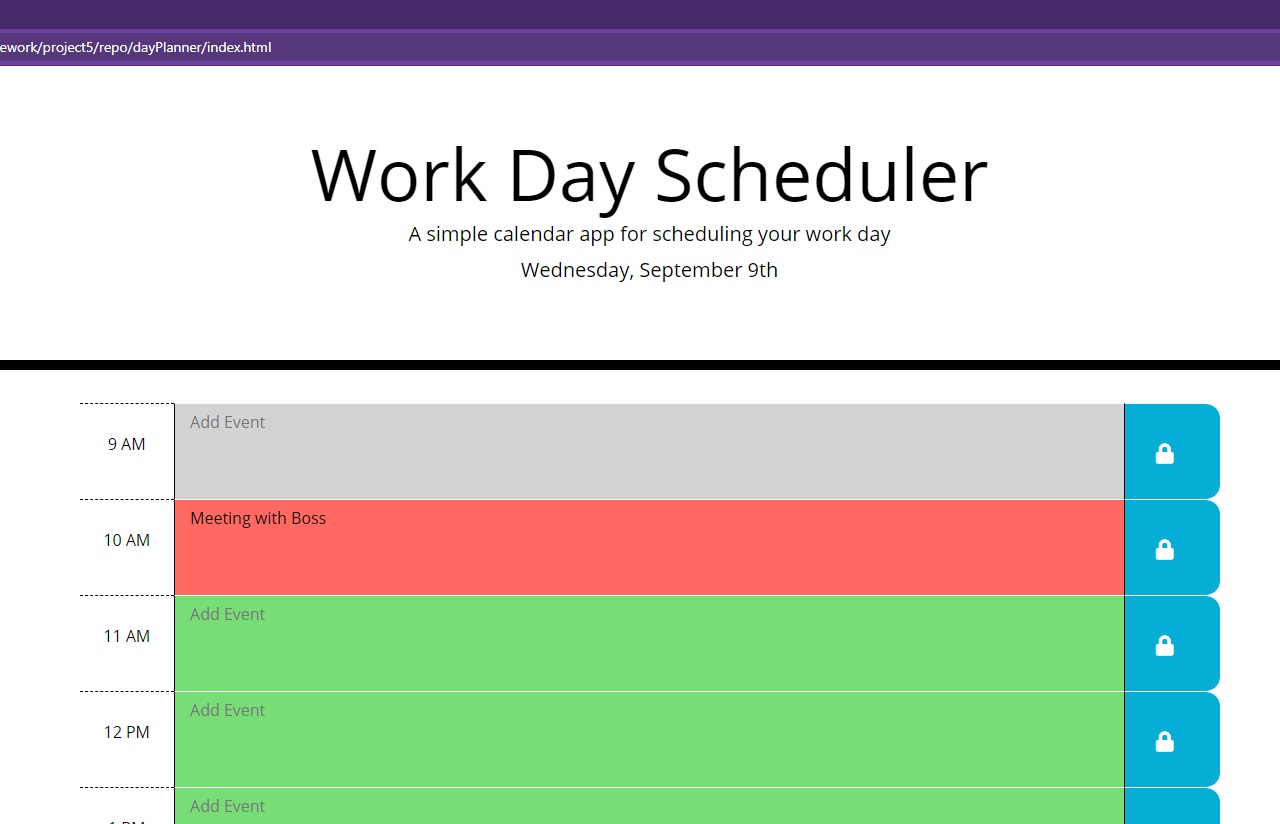 ework/project5/repo/dayPlanner/index.html
Work Day Scheduler
A simple calendar app for scheduling your work day
Wednesday, September 9th
9 AM
Add Event
10 AM
Meeting with Boss
11 AM
Add Event
12 PM
Add Event
1 PM
Add Event